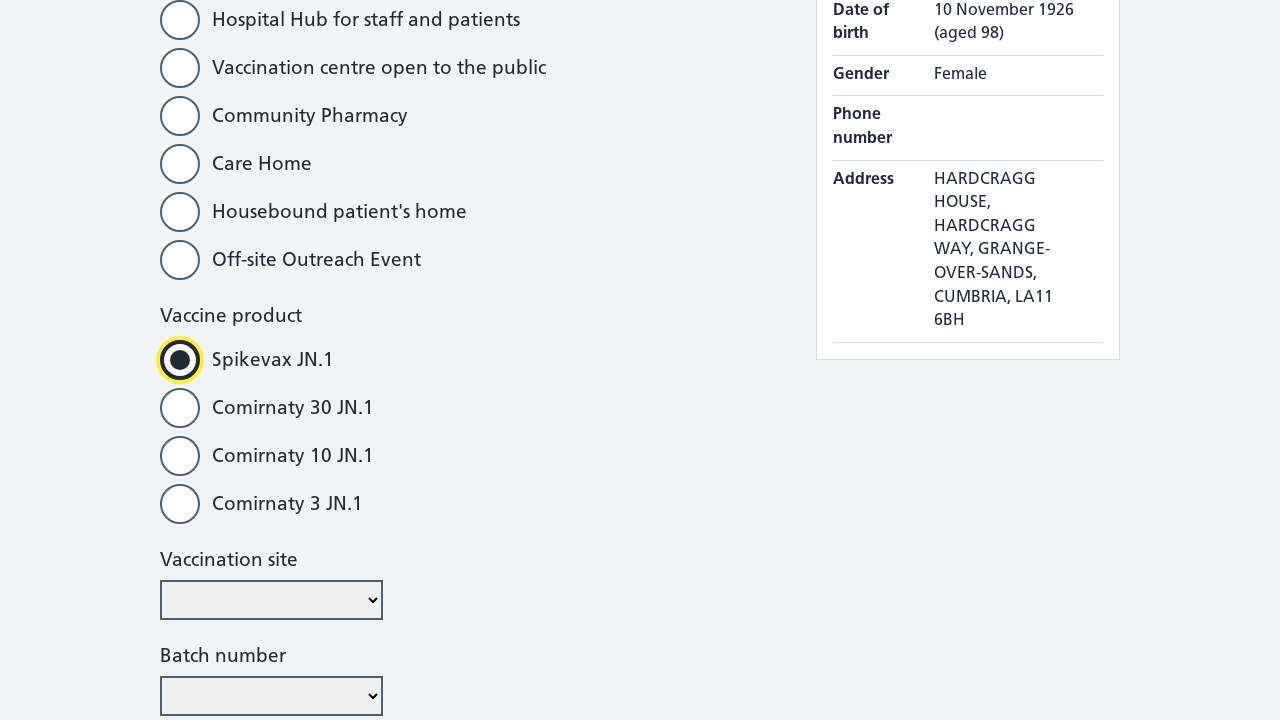 Hospital Hub for staff and patients
Vaccination centre open to the public
Community Pharmacy
Care Home
Housebound patient's home
Off-site Outreach Event
Vaccine product
Spikevax JN.1
Comirnaty 30 JN.1
Comirnaty 10 JN.1
Comirnaty 3 JN.1
Vaccination site
Batch number
Date of birth
10 November 1926
(aged 98)
Gender
Female
Phone number
Address
HARDCRAGG
HOUSE,
HARDCRAGG
WAY, GRANGE-
OVER-SANDS,
CUMBRIA, LA11
6BH